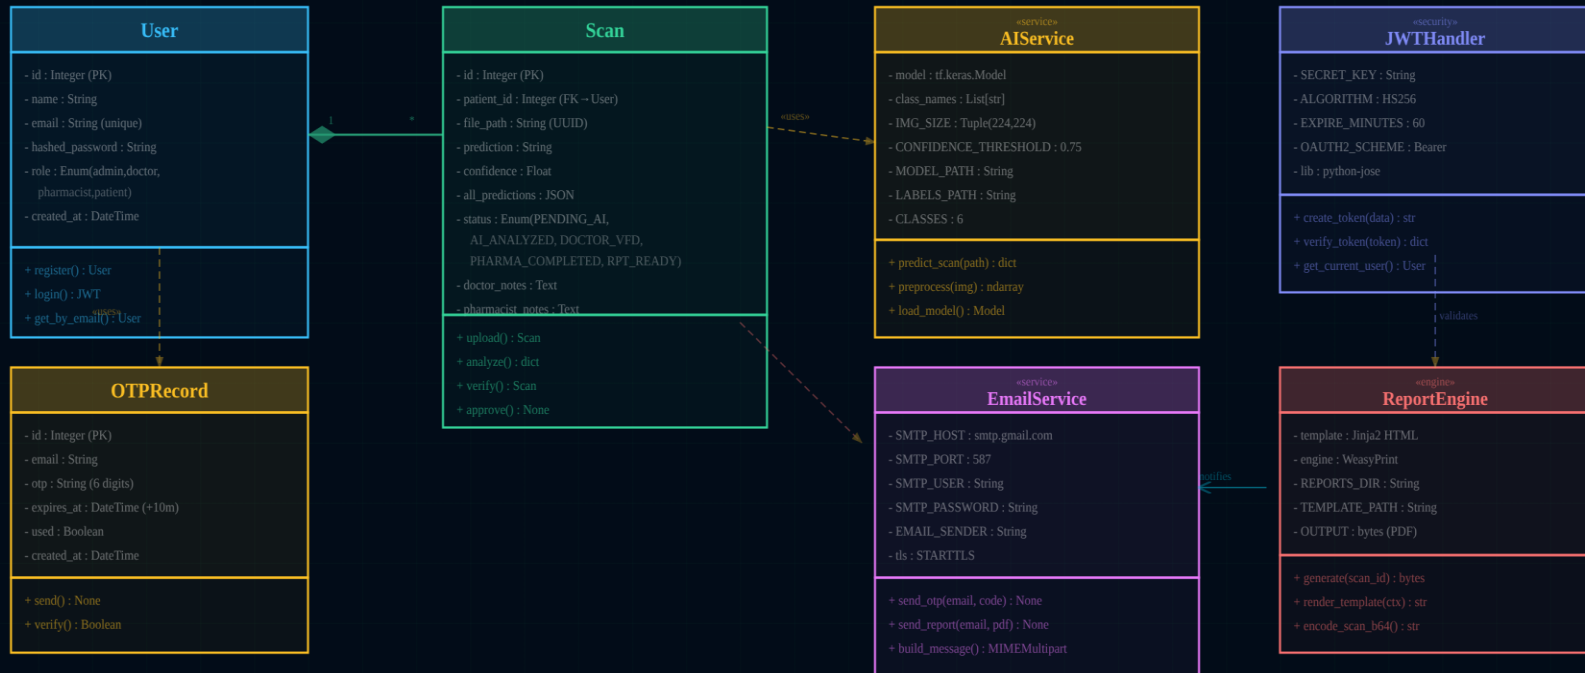 User
- id : Integer (PK)
- name : String
- email : String (unique)
- hashed_password : String
- role : Enum(admin,doctor,
pharmacist,patient)
- created_at : DateTime
+ register() : User
+ login() : JWT
+ get_by_email() : User
«uses»
1
*
Scan
- id : Integer (PK)
- patient_id : Integer (FK→User)
- file_path : String (UUID)
- prediction : String
- confidence : Float
- all_predictions : JSON
- status : Enum(PENDING_AI,
AI_ANALYZED, DOCTOR_VFD,
PHARMA_COMPLETED, RPT_READY)
- doctor_notes : Text
- pharmacist_notes : Text
+ upload() : Scan
+ analyze() : dict
+ verify() : Scan
+ approve() : None
«uses»
«service»
AIService
- model : tf.keras.Model
- class_names : List[str]
- IMG_SIZE : Tuple(224,224)
- CONFIDENCE_THRESHOLD : 0.75
- MODEL_PATH : String
- LABELS_PATH : String
- CLASSES : 6
+ predict_scan(path) : dict
+ preprocess(img) : ndarray
+ load_model() : Model
«security»
JWTHandler
- SECRET_KEY : String
- ALGORITHM : HS256
- EXPIRE_MINUTES : 60
- OAUTH2_SCHEME : Bearer
- lib : python-jose
+ create_token(data) : str
+ verify_token(token) : dict
+ get_current_user() : User
validates
OTPRecord
- id : Integer (PK)
- email : String
- otp : String (6 digits)
- expires_at : DateTime (+10m)
- used : Boolean
- created_at : DateTime
+ send() : None
+ verify() : Boolean
«service»
EmailService
- SMTP_HOST : smtp.gmail.com
- SMTP_PORT : 587
- SMTP_USER : String
- SMTP_PASSWORD : String
- EMAIL_SENDER : String
- tls : STARTTLS
+ send_otp(email, code) : None
+ send_report(email, pdf) : None
+ build_message() : MIMEMultipart
notifies
«engine»
ReportEngine
- template : Jinja2 HTML
- engine : WeasyPrint
- REPORTS_DIR : String
- TEMPLATE_PATH : String
- OUTPUT : bytes (PDF)
+ generate(scan_id) : bytes
+ render_template(ctx) : str
+ encode_scan_b64() : str